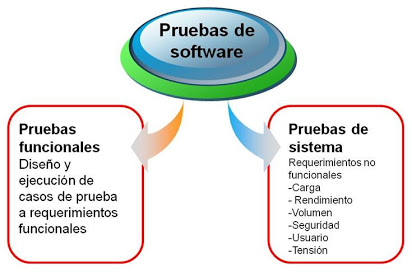 Pruebas de
software
Pruebas
funcionales
Diseño y
ejecución de
casos de prueba
a requerimientos
funcionales
Pruebas de
sistema
Requerimientos no
funcionales
-Carga
- Rendimiento
-Volumen
-Seguridad
-Usuario
-Tensión